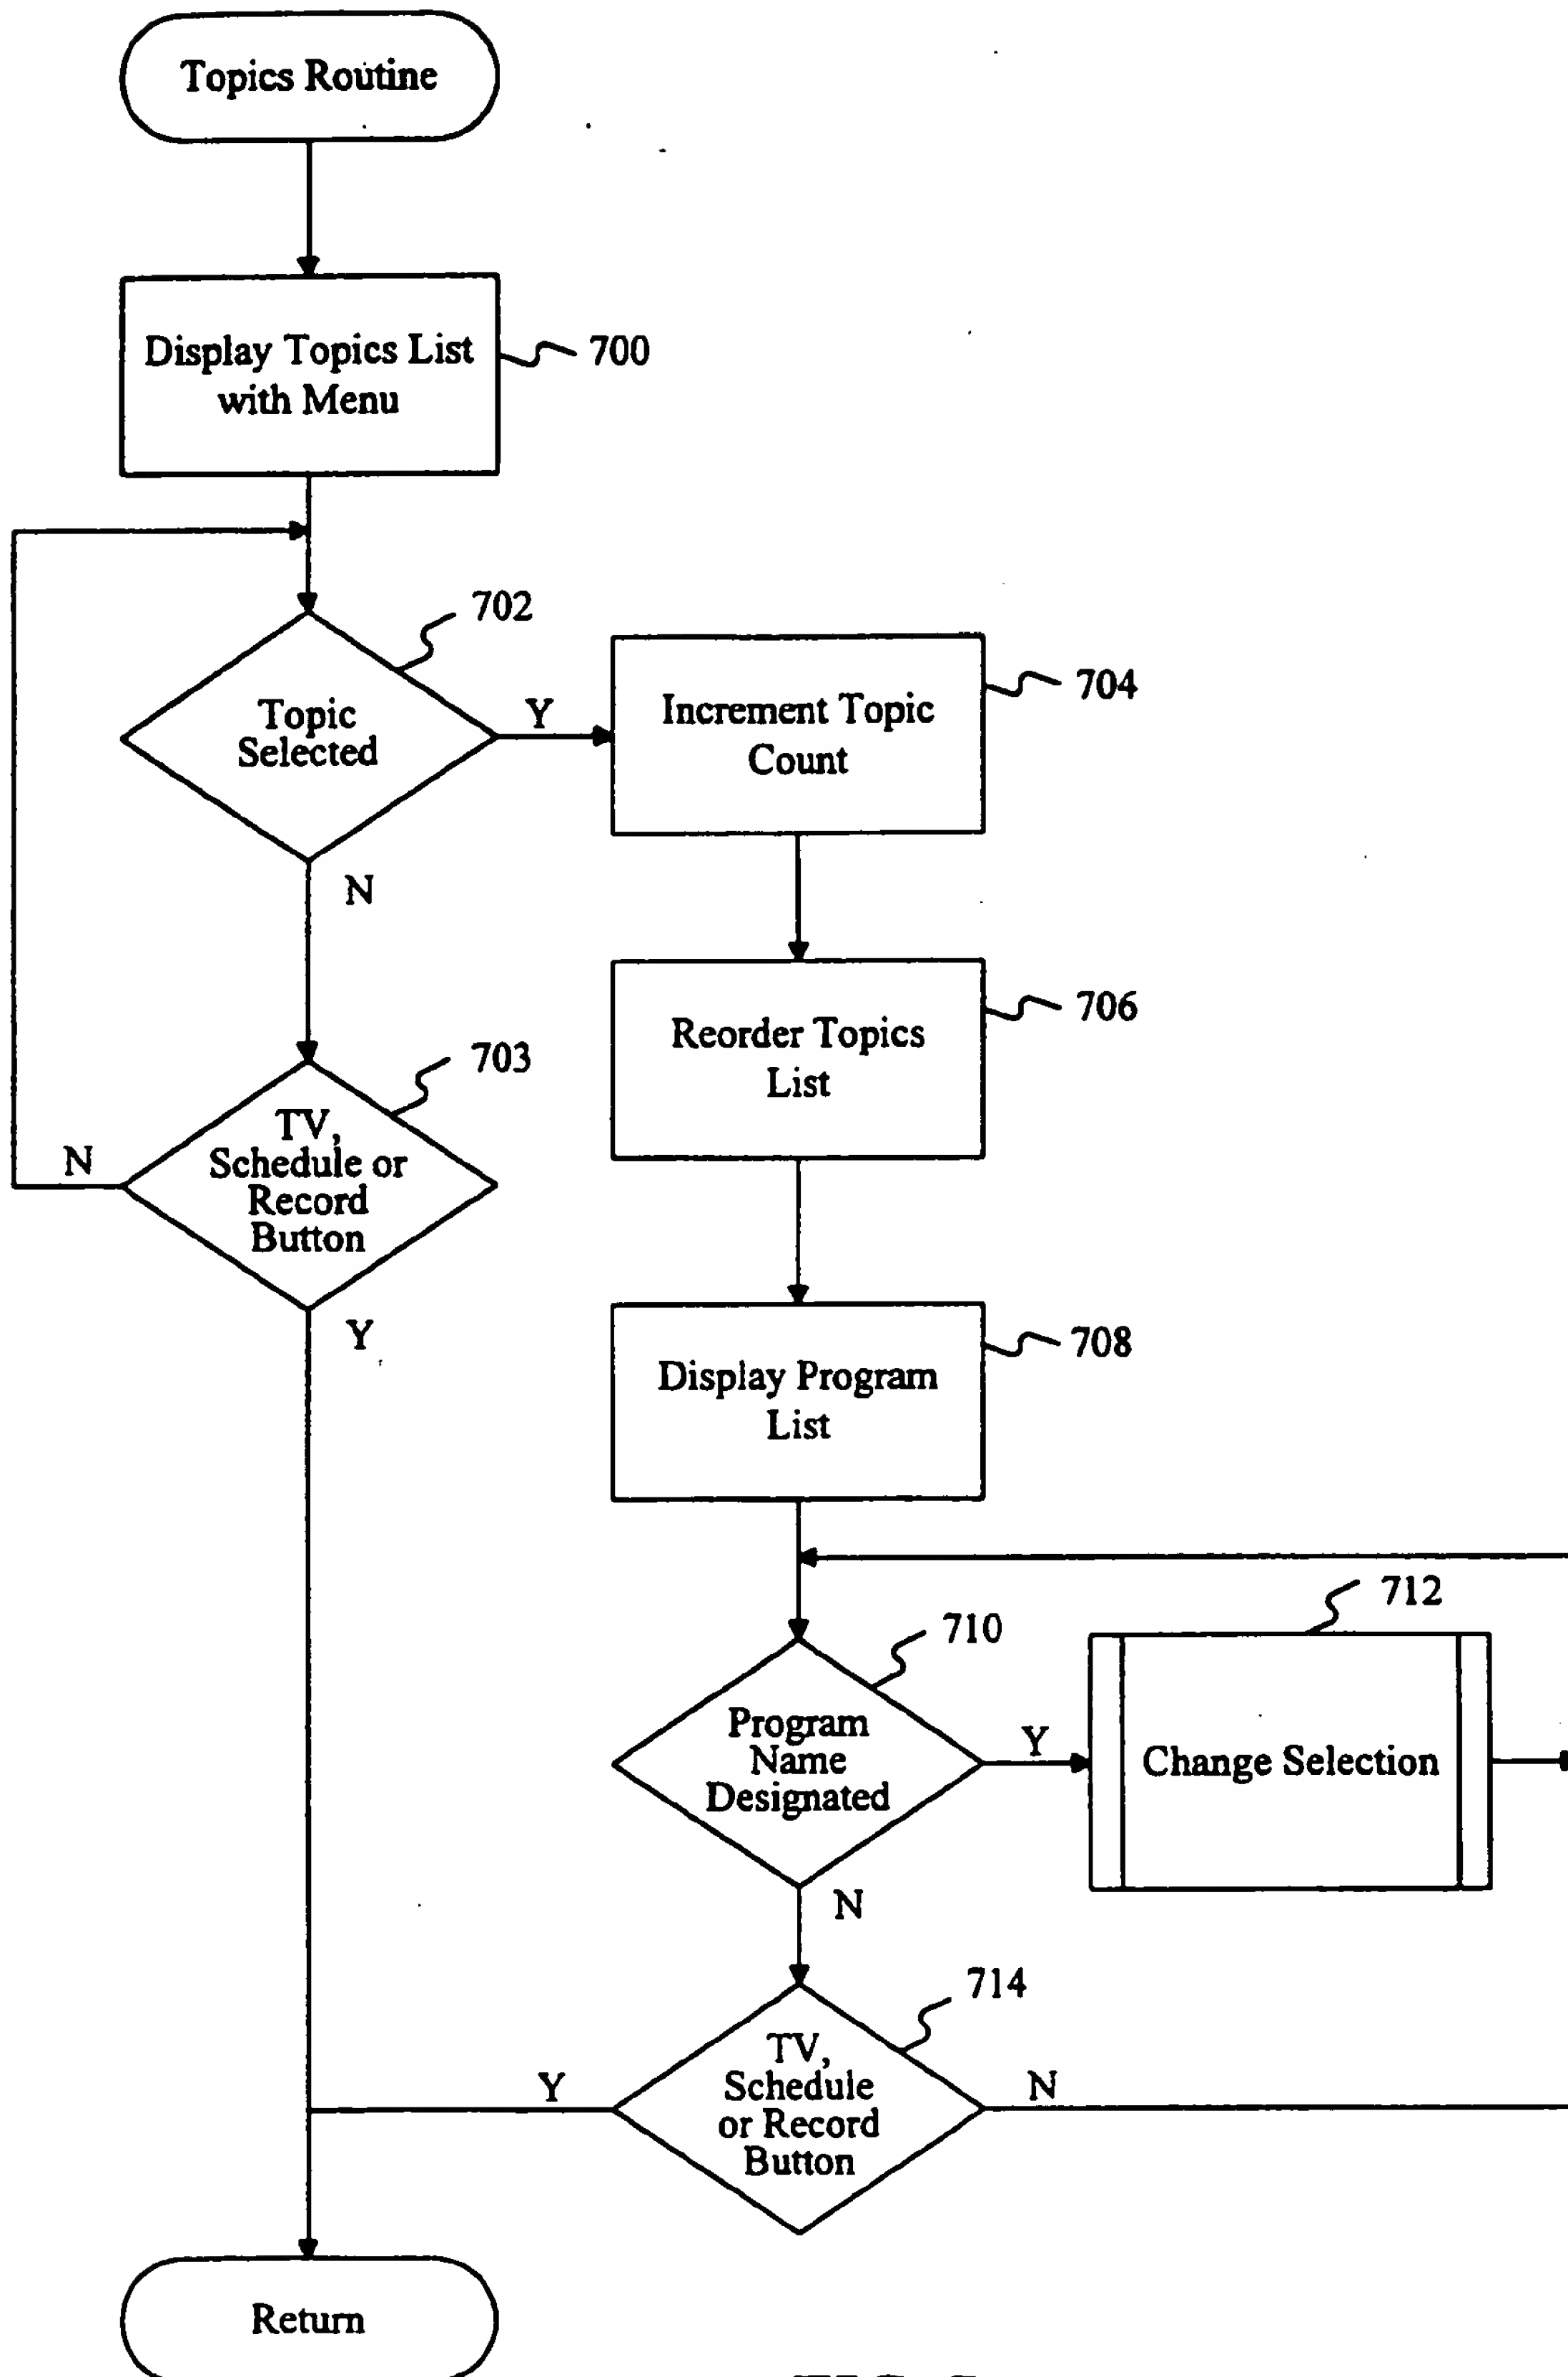 Topics Routine
Display Topics List
with Menu
700
702
Topic
Selected
Y
N
Increment Topic
Count
704
706
Reorder Topics
List
703
TV,
Schedule or
Record
Button
N
Y
708
Display Program
List
710
Program
Name
Designated
Y
N
712
Change Selection
714
TV,
Schedule
or Record
Button
Y
N
Return